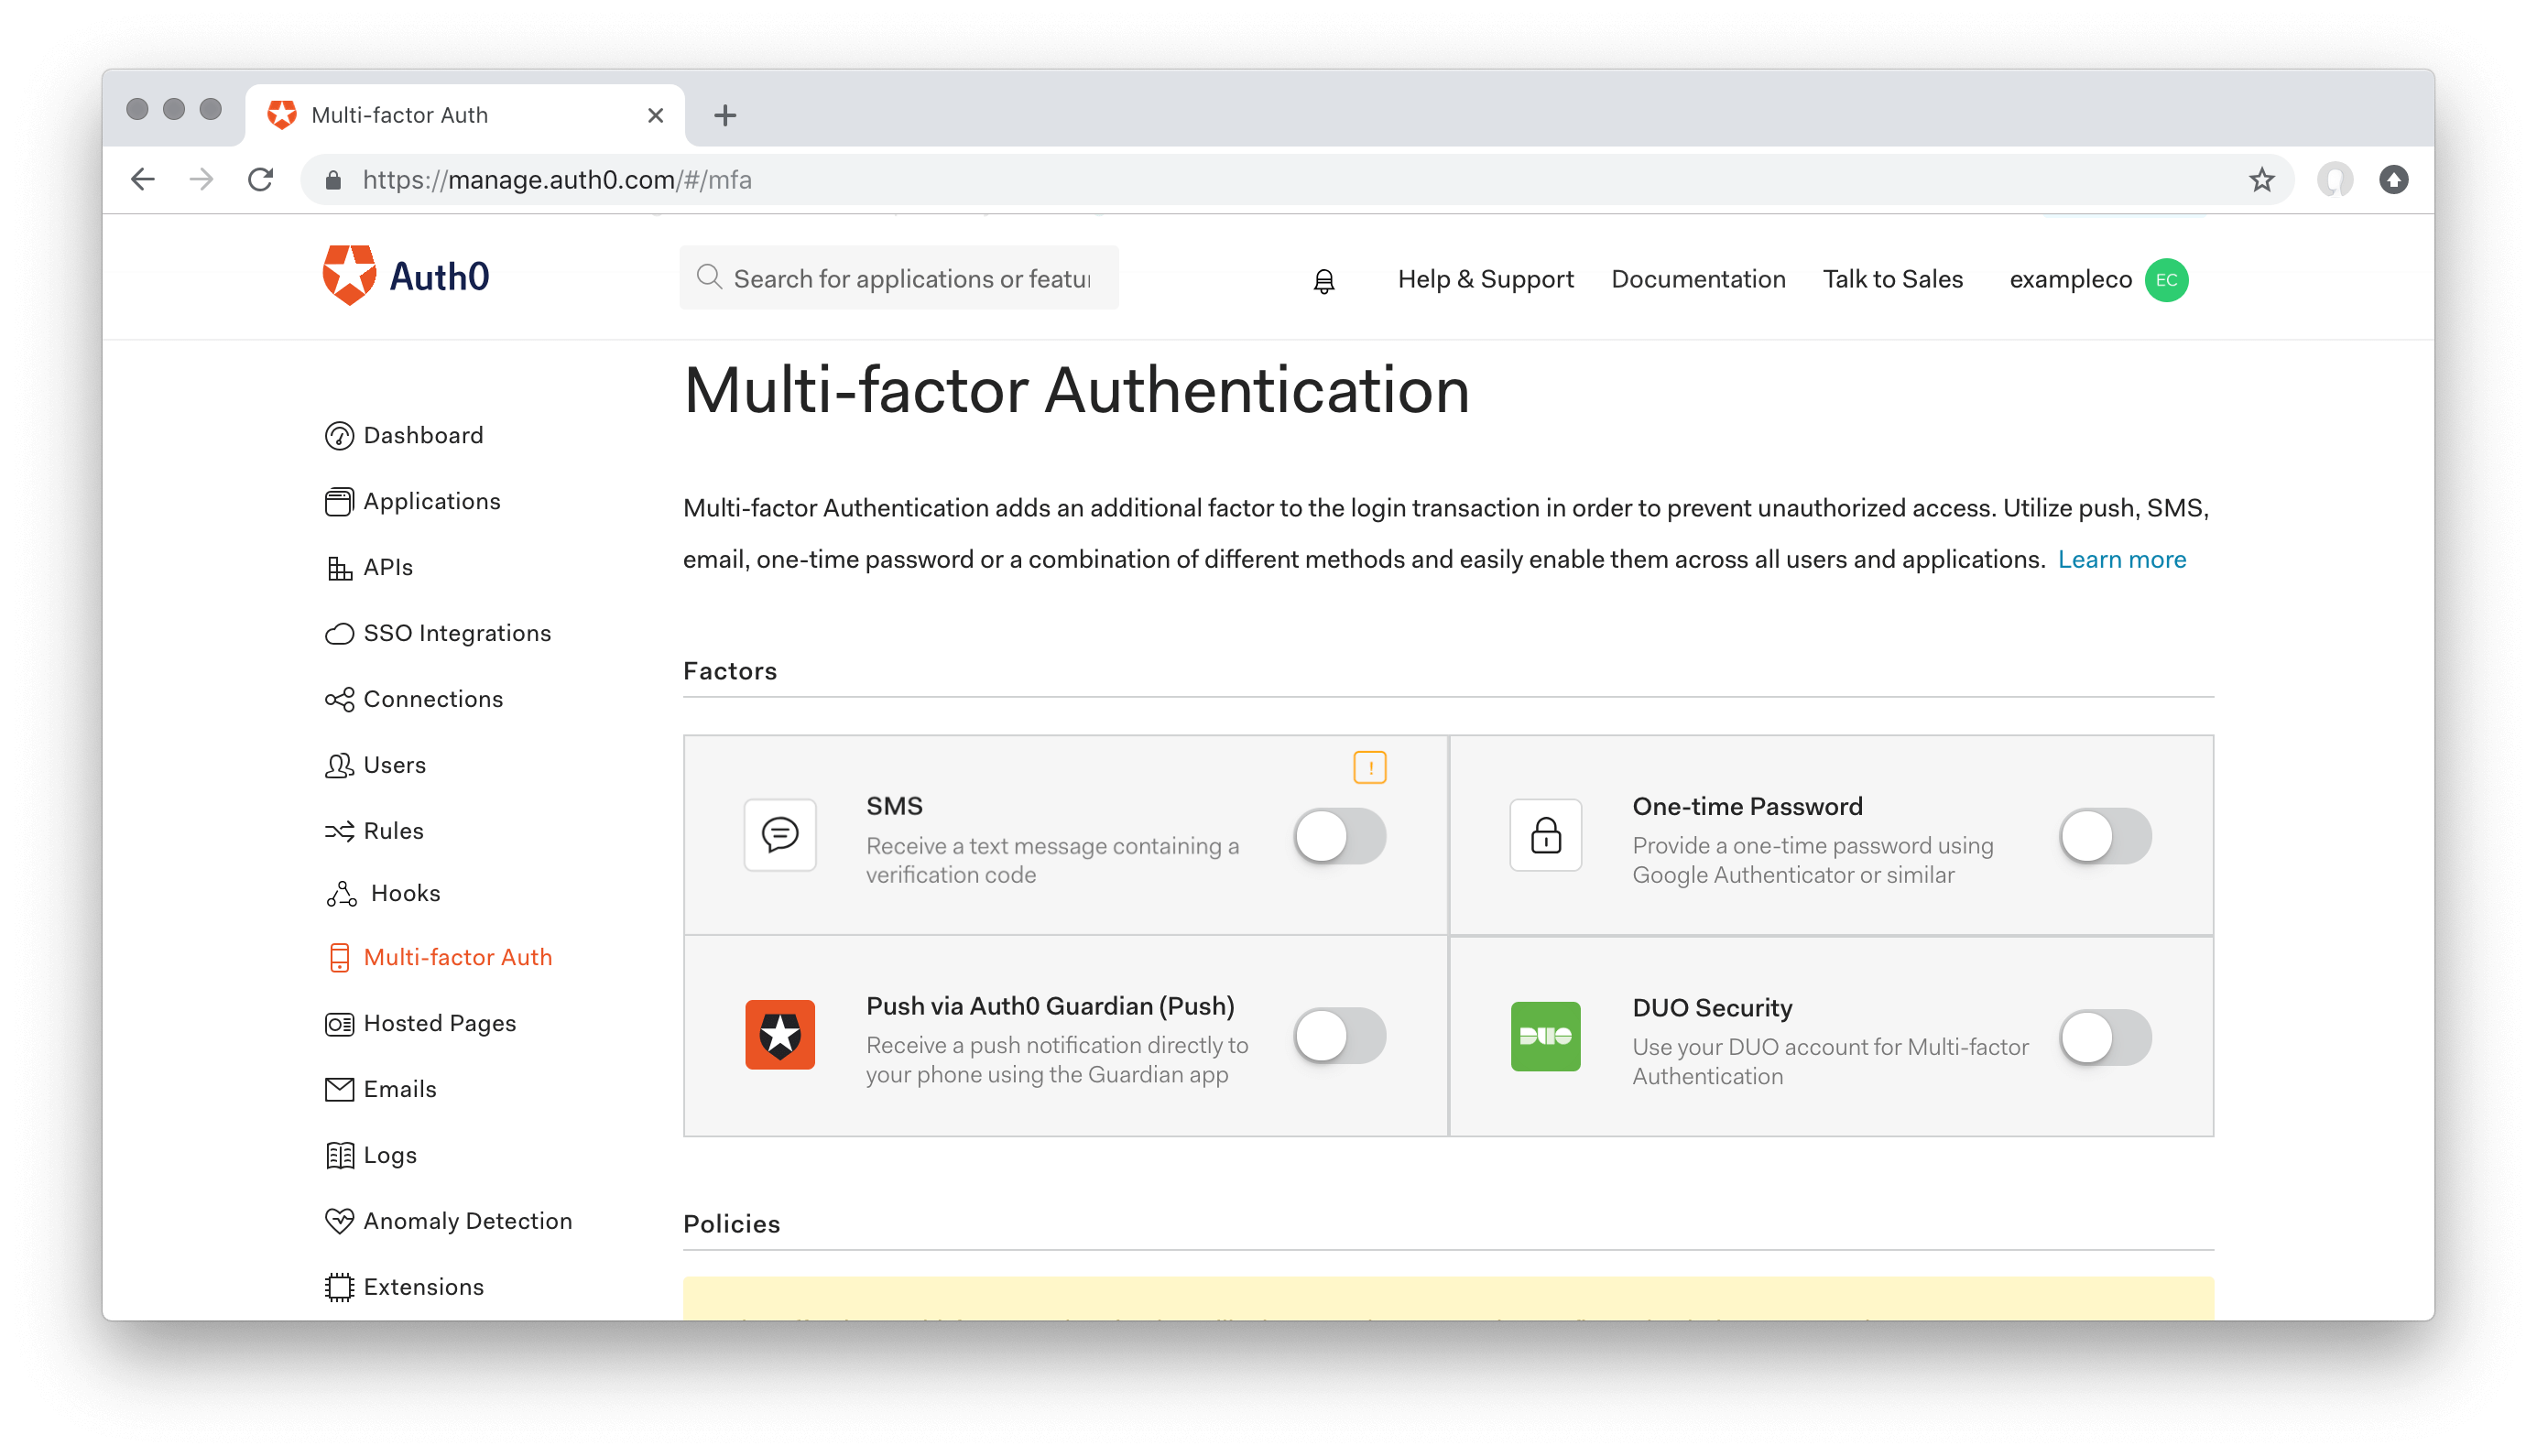 Multi-factor Auth
https://manage.auth0.com/#/mfa
Auth0
Search for applications or featu
Help & Support
Documentation
Talk to Sales
exampleco
EC
Dashboard
Applications
APIs
SSO Integrations
Connections
Users
Rules
Hooks
Multi-factor Auth
Hosted Pages
Emails
Logs
Anomaly Detection
Extensions
Multi-factor Authentication
Multi-factor Authentication adds an additional factor to the login transaction in order to prevent unauthorized access. Utilize push, SMS,
email, one-time password or a combination of different methods and easily enable them across all users and applications. Learn more
Factors
!
SMS
Receive a text message containing a
verification code
One-time Password
Provide a one-time password using
Google Authenticator or similar
Push via Auth0 Guardian (Push)
Receive a push notification directly to
your phone using the Guardian app
DUO
DUO Security
Use your DUO account for Multi-factor
Authentication
Policies